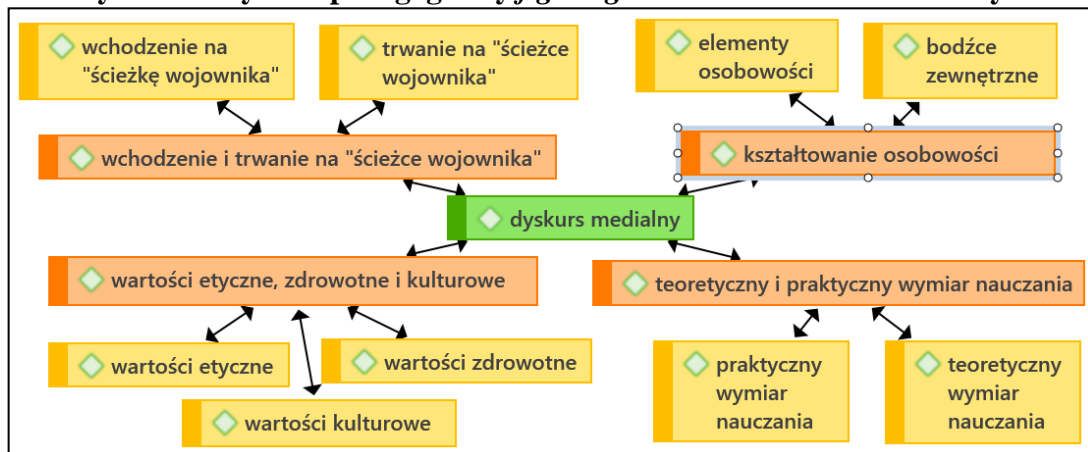 wchodzenie na
"ścieżkę wojownika"
trwanie na "ścieżce
wojownika"
elementy
osobowości
bodźce
zewnętrzne
wchodzenie i trwanie na "ścieżce wojownika"
kształtowanie osobowości
dyskurs medialny
wartości etyczne, zdrowotne i kulturowe
teoretyczny i praktyczny wymiar nauczania
wartości etyczne
wartości zdrowotne
wartości kulturowe
praktyczny
wymiar
nauczania
teoretyczny
wymiar
nauczania